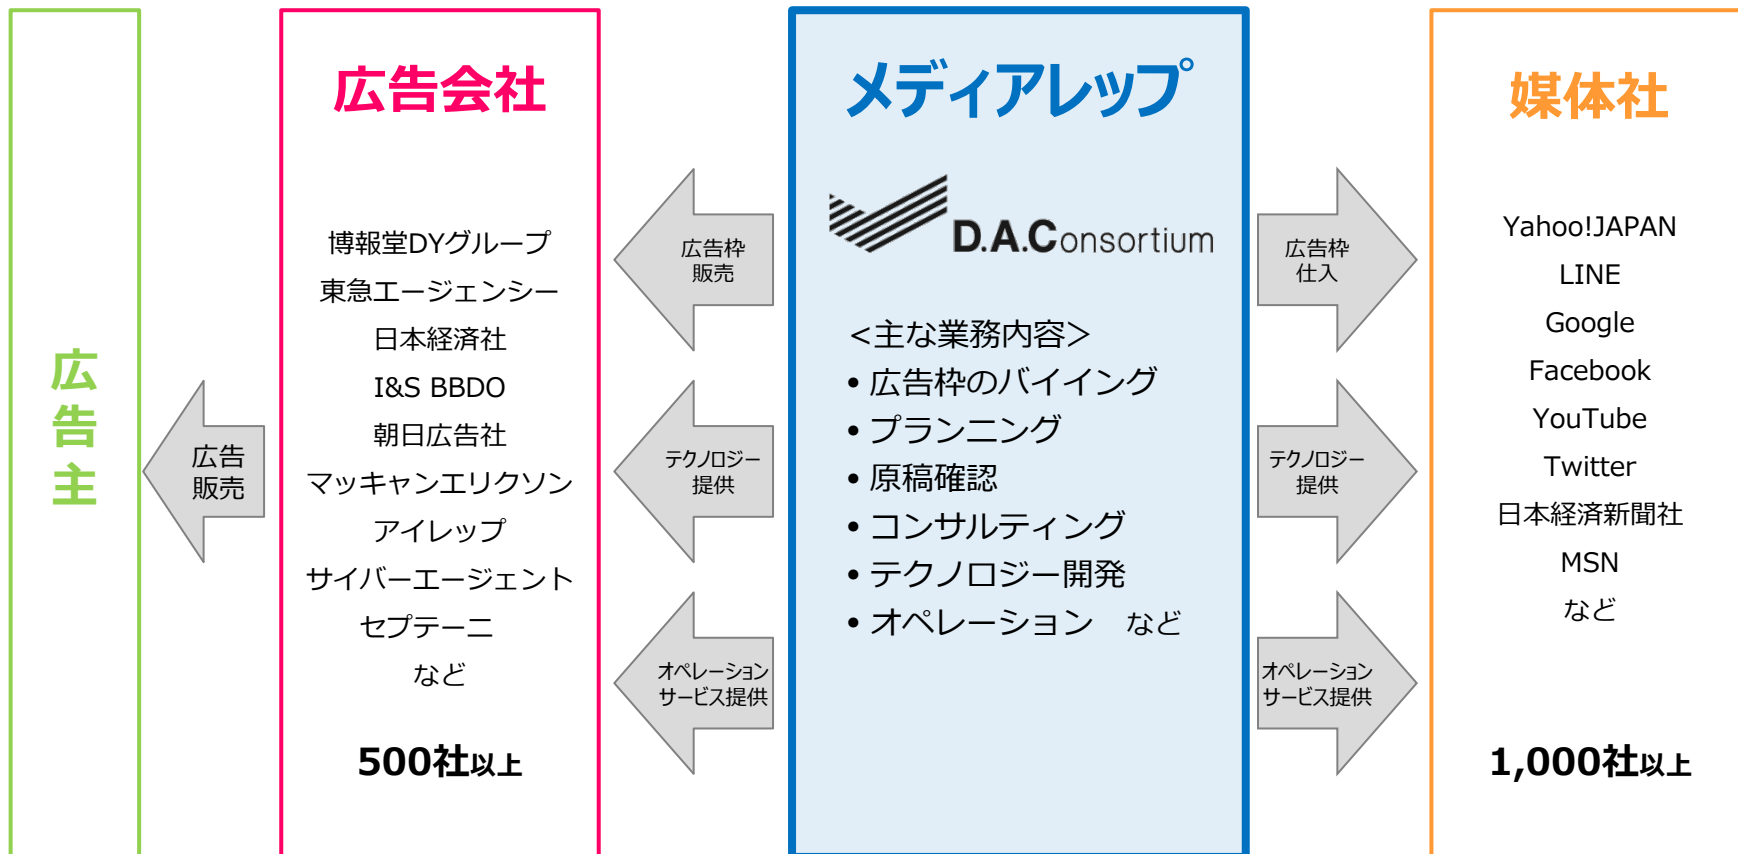 広告主
広告
販売
広告会社
博報堂DYグループ
東急エージェンシー
日本経済社
I&S BBDO
朝日広告社
マッキャンエリクソン
アイレップ
サイバーエージェント
セプテーニ
など
500社以上
広告枠
販売
テクノロジー
提供
オペレーション
サービス提供
メディアレップ
D.A.Consortium
<主な業務内容>
• 広告枠のバイイング
• プランニング
• 原稿確認
• コンサルティング
• テクノロジー開発
• オペレーション　など
広告枠
仕入
テクノロジー
提供
オペレーション
サービス提供
媒体社
Yahoo!JAPAN
LINE
Google
Facebook
YouTube
Twitter
日本経済新聞社
MSN
など
1,000社以上